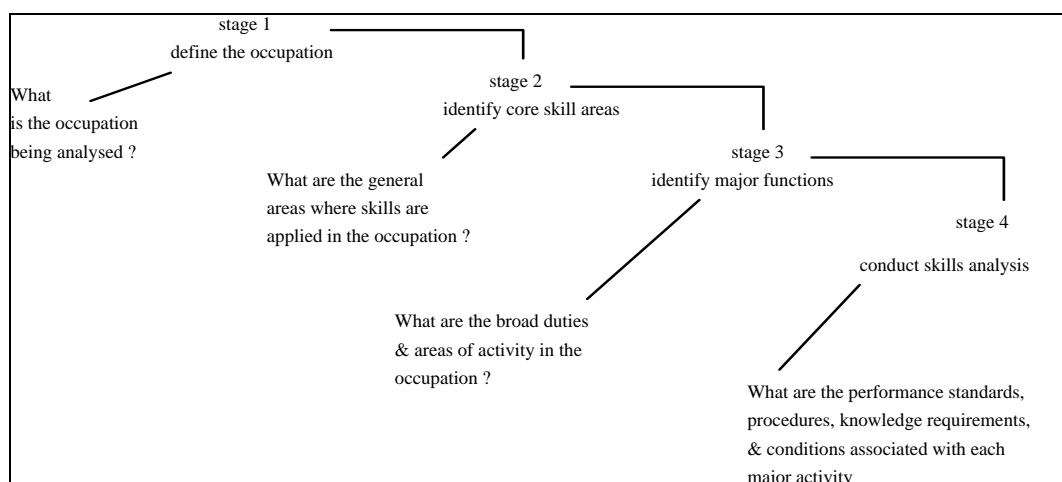 stage 1
define the occupation
What
is the occupation
being analysed ?
stage 2
identify core skill areas
What are the general
areas where skills are
applied in the occupation ?
stage 3
identify major functions
What are the broad duties
& areas of activity in the
occupation ?
stage 4
conduct skills analysis
What are the performance standards,
procedures, knowledge requirements,
& conditions associated with each
major activity